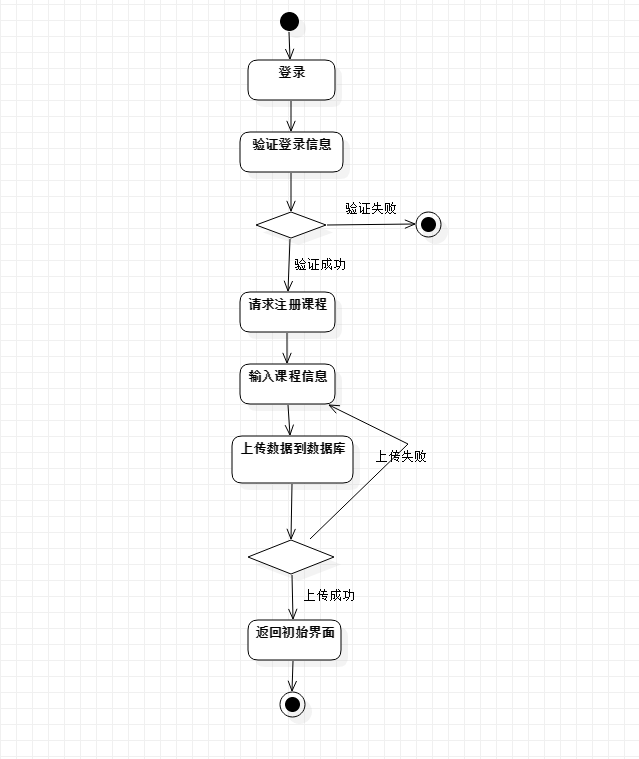 登录
验证登录信息
验证失败
验证成功
请求注册课程
输入课程信息
上传数据到数据库
上传失败
上传成功
返回初始界面